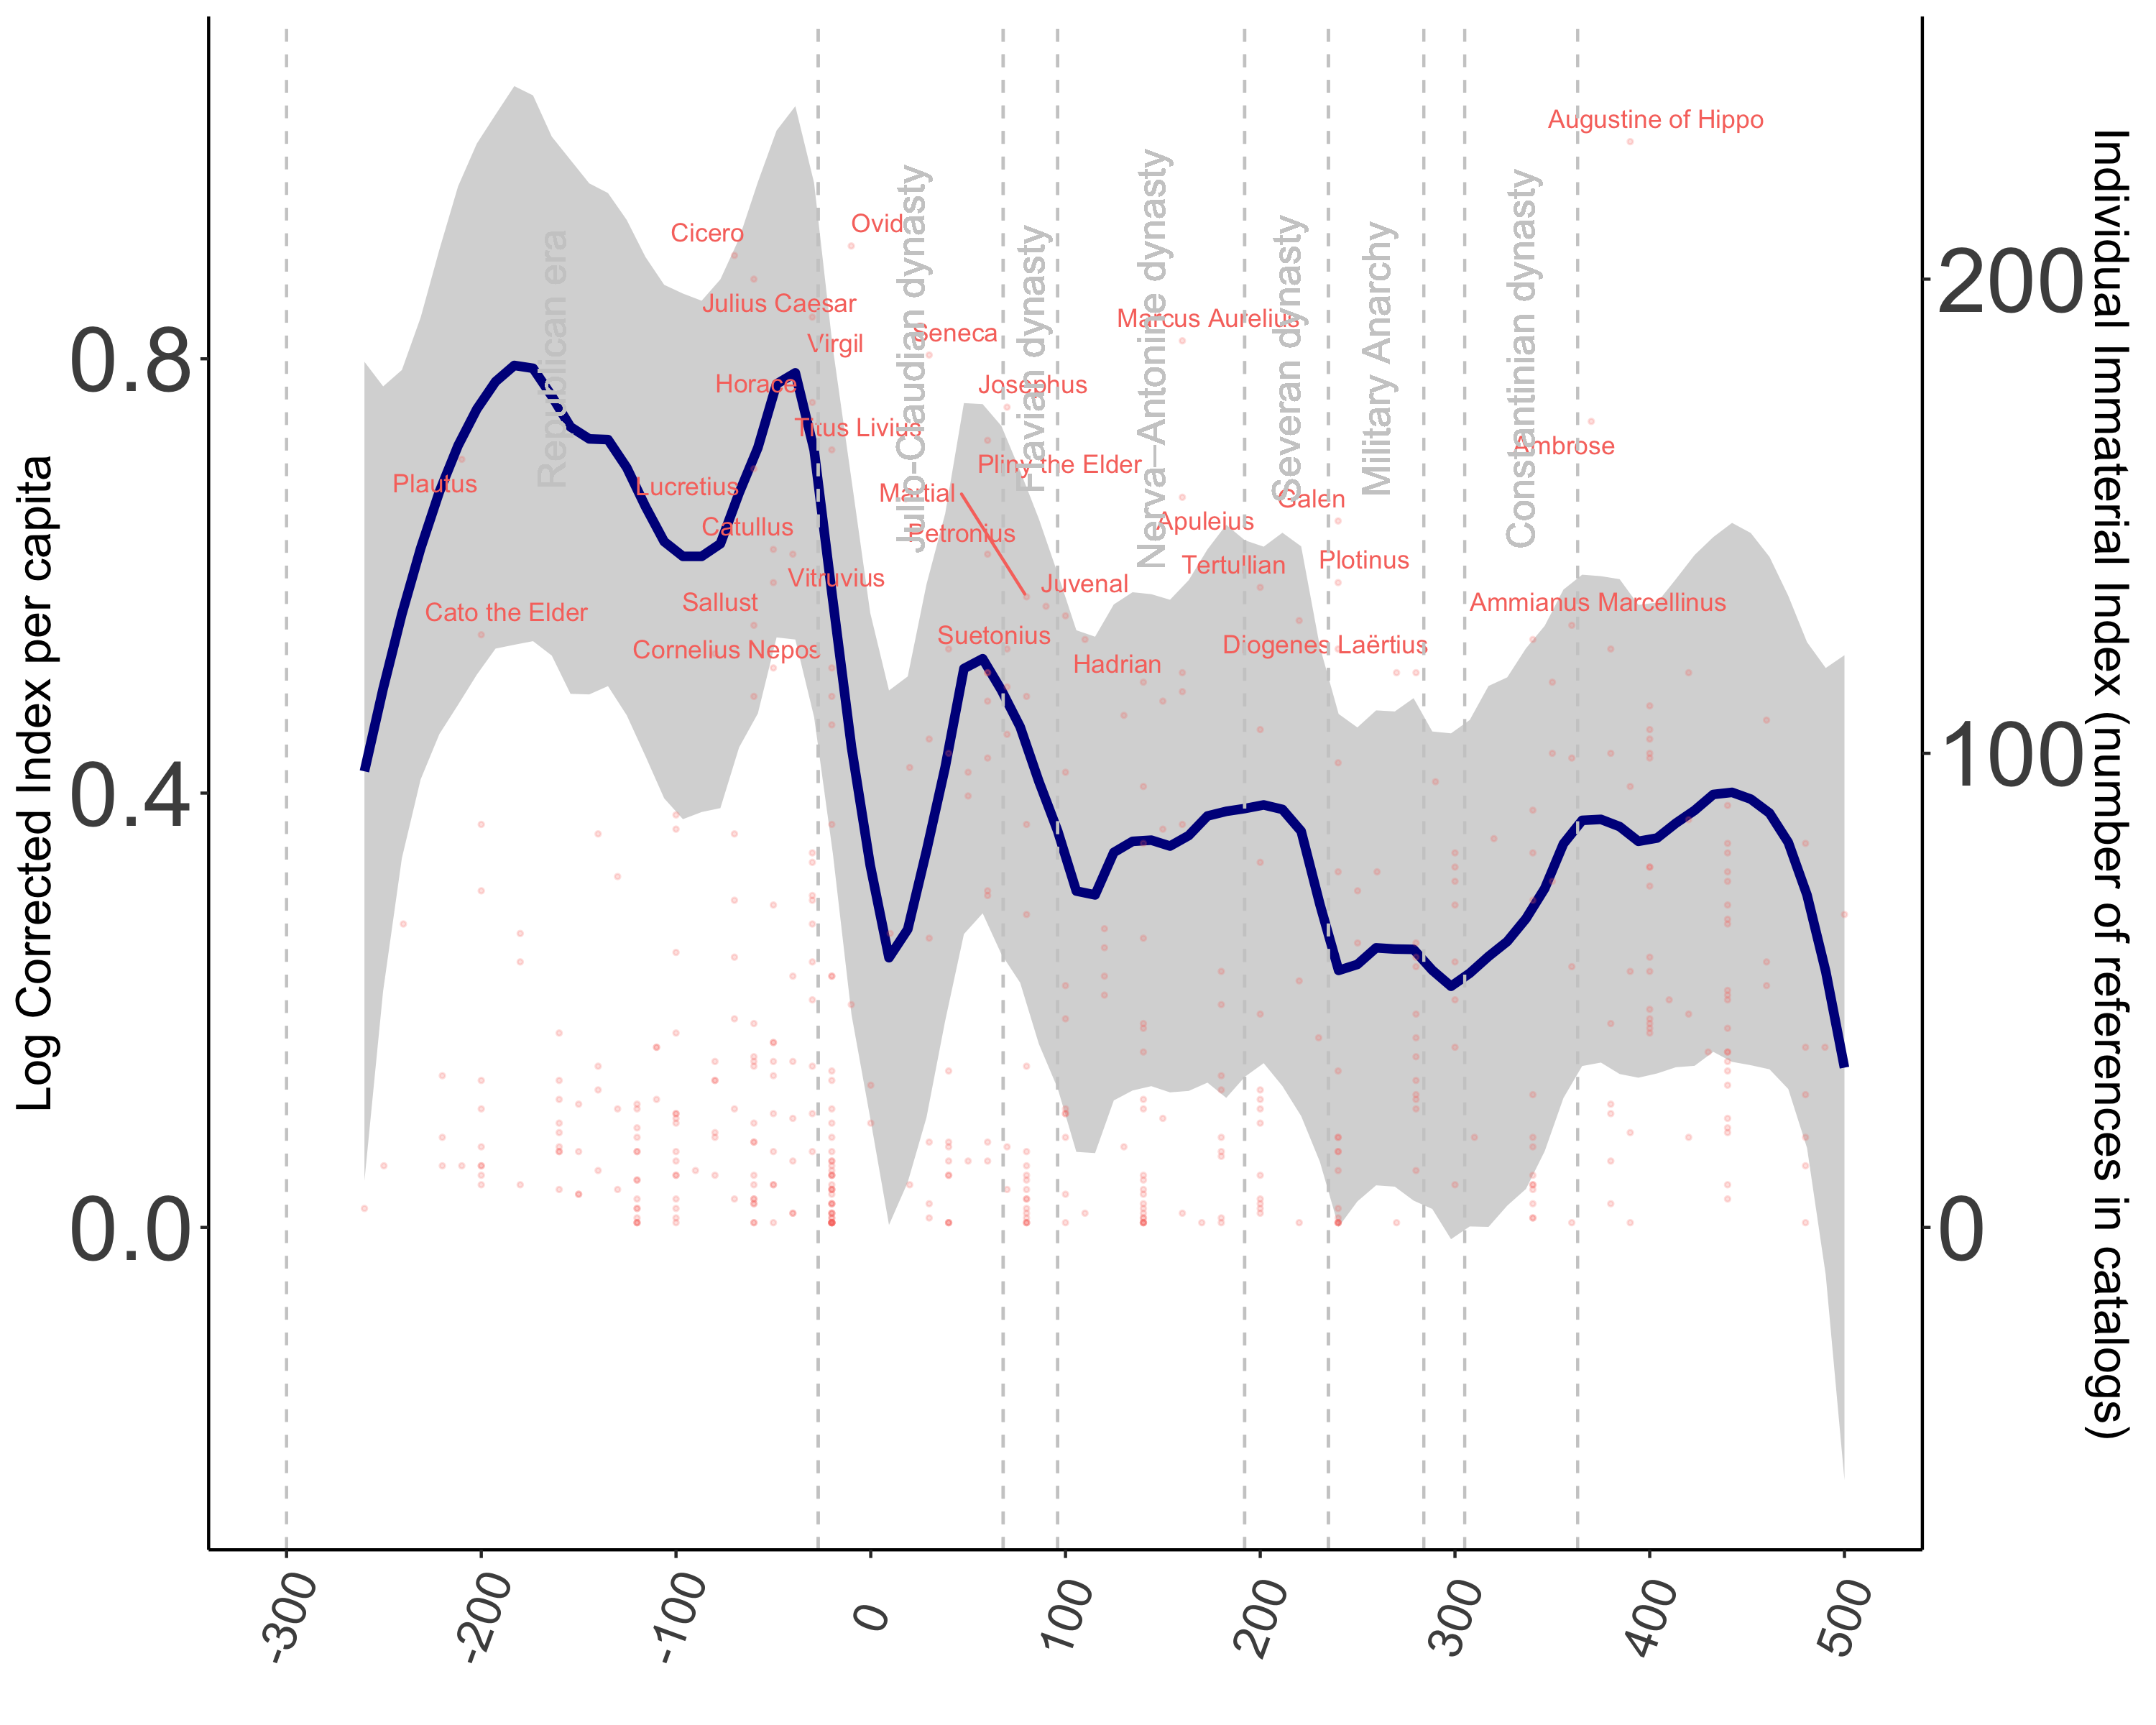 Log Corrected Index per capita
0.8
0.4
0.0
Augustine of Hippo
Ovid
Cicero
Julius Caesar
Marcus Aurelius
Seneca
Virgil
Horace
Josephus
Titus Livius
Ambrose
Pliny the Elder
Plautus
Lucretius
Martial
Galen
Catullus
Petronius
Apuleius
Plotinus
Tertullian
Vitruvius
Juvenal
Sallust
Ammianus Marcellinus
Cato the Elder
Suetonius
Diogenes Laërtius
Cornelius Nepos
Hadrian
Republican era
Julio-Claudian dynasty
Flavian dynasty
Nerva–Antonine dynasty
Severan dynasty
Military Anarchy
Constantinian dynasty
200
100
0
Individual Immaterial Index (number of references in catalogs)
-300
-200
-100
0
100
200
300
400
500